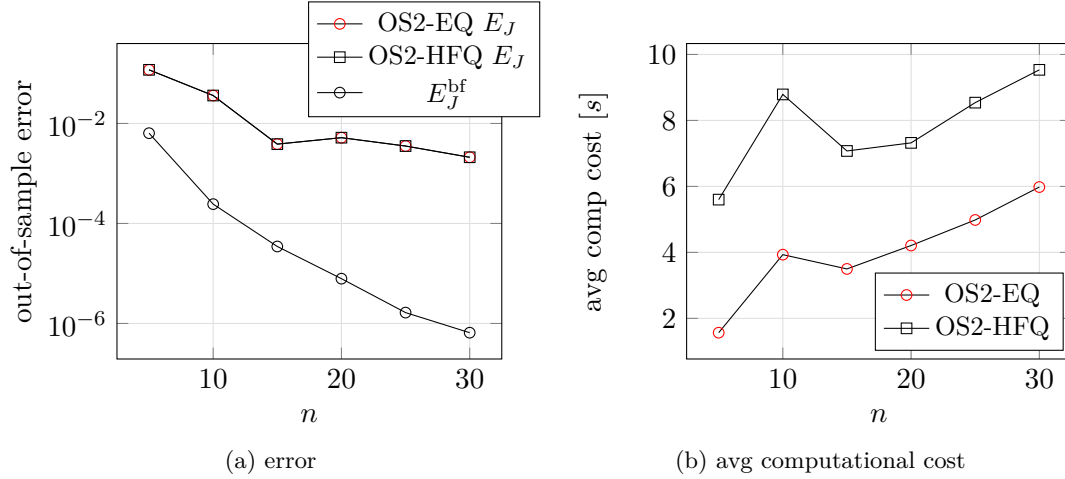 OS2-EQ E_J
OS2-HFQ E_J
E_J^bf
out-of-sample error
10^−2
10^−4
10^−6
10 20 30
n
(a) error
avg comp cost [s]
10
8
6
4
2
OS2-EQ
OS2-HFQ
10 20 30
n
(b) avg computational cost